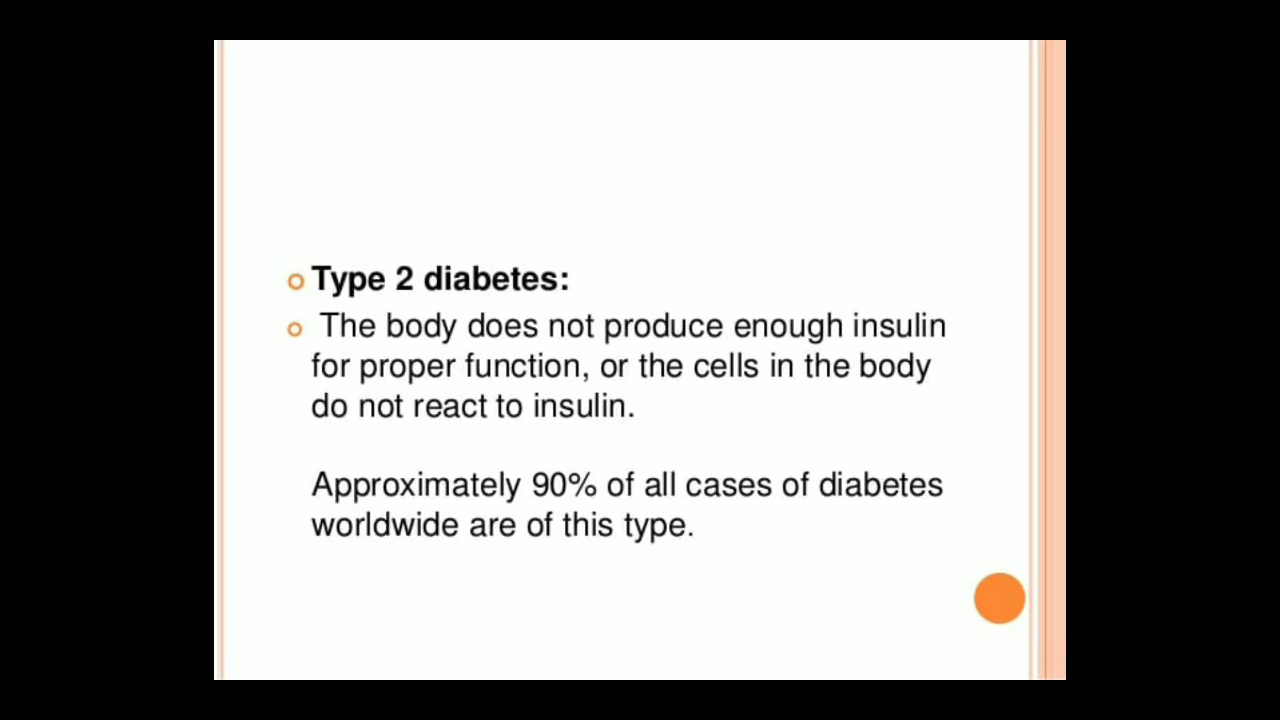 Type 2 diabetes:
The body does not produce enough insulin
for proper function, or the cells in the body
do not react to insulin.
Approximately 90% of all cases of diabetes
worldwide are of this type.